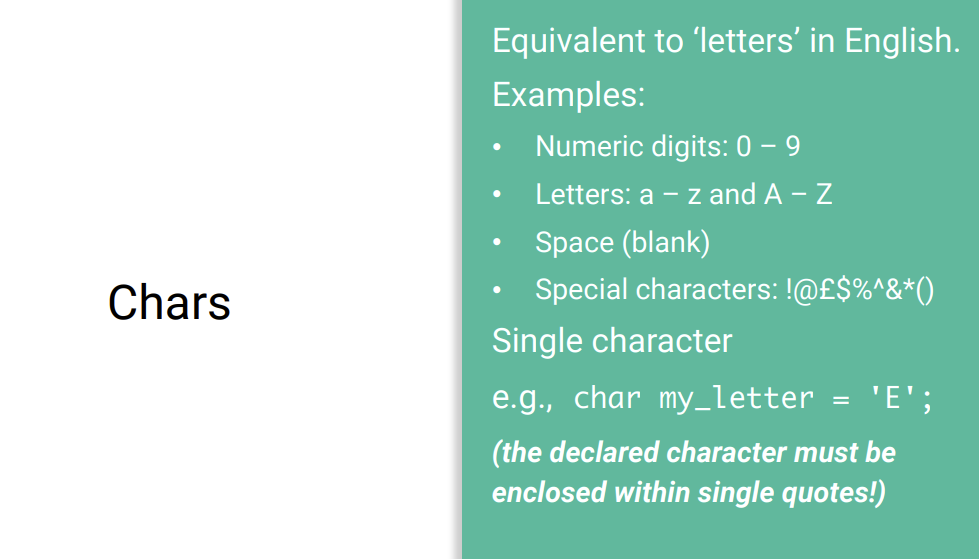 Chars
Equivalent to ‘letters’ in English.
Examples:
• Numeric digits: 0 – 9
• Letters: a – z and A – Z
• Space (blank)
• Special characters: !@£$%^&*()
Single character
e.g., char my_letter = 'E';
(the declared character must be
enclosed within single quotes!)